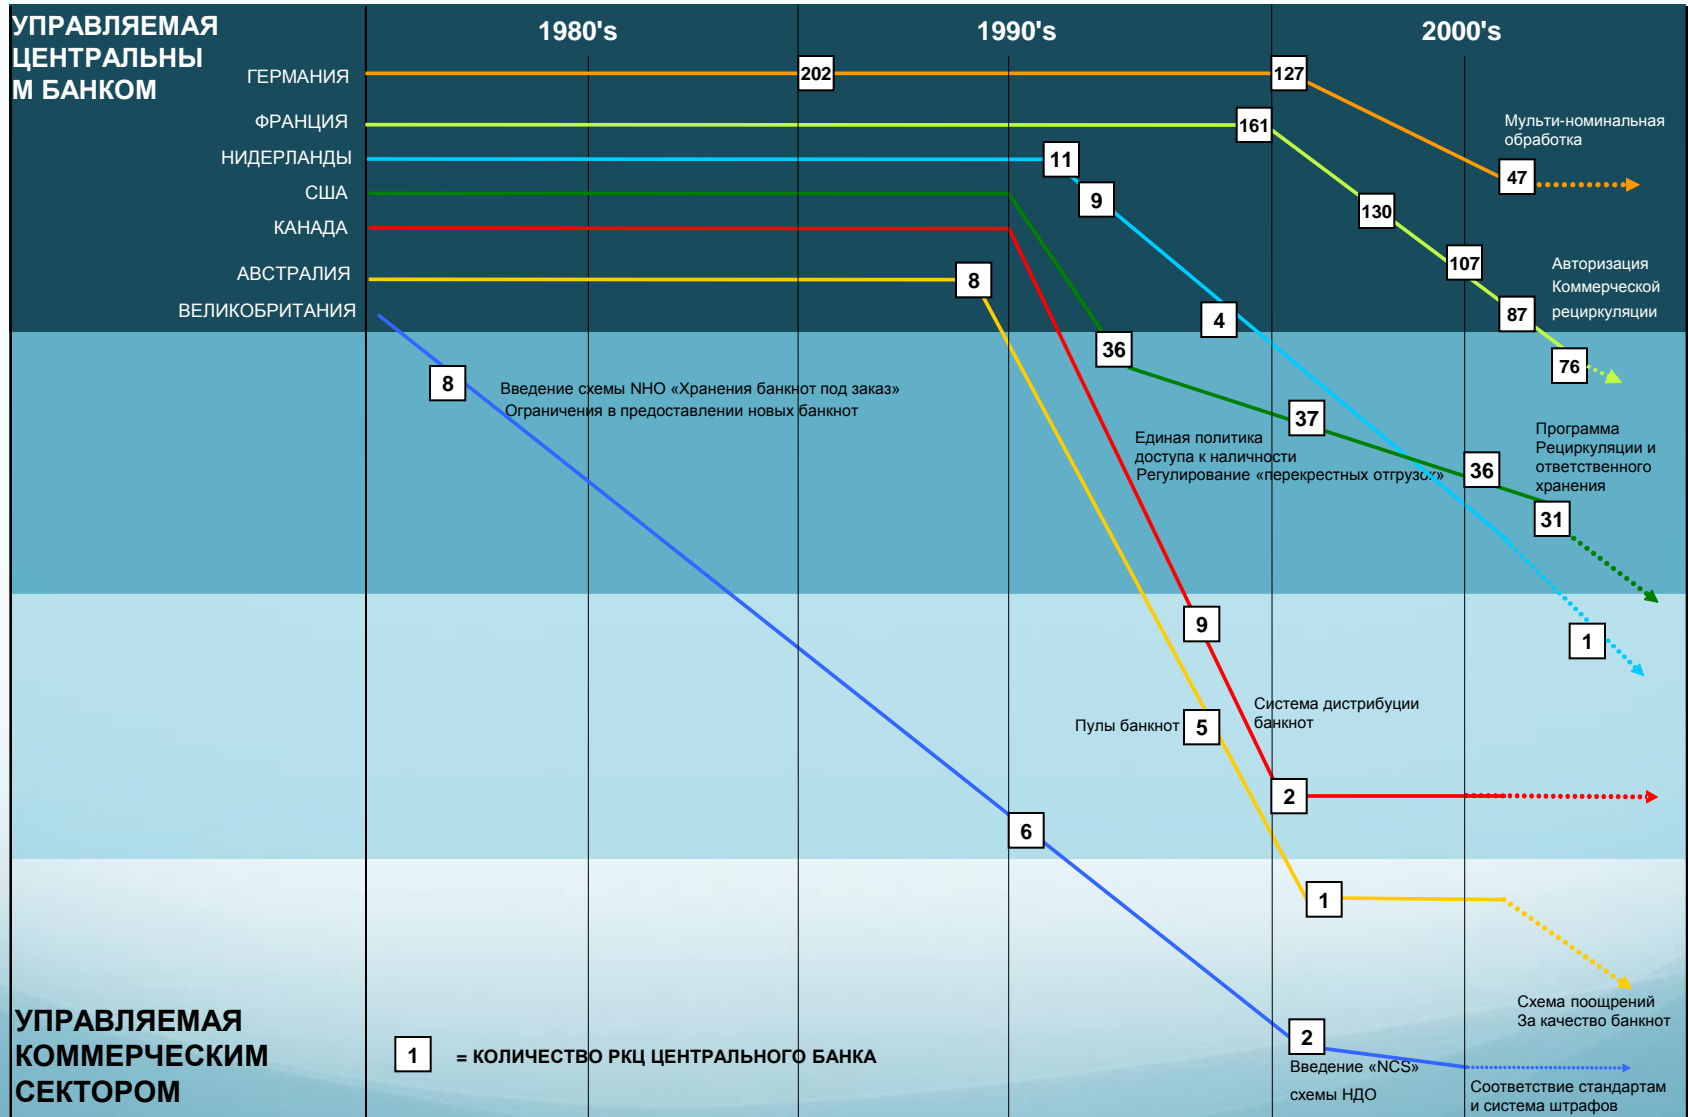 УПРАВЛЯЕМАЯ
ЦЕНТРАЛЬНЫ
М БАНКОМ
1980's
1990's
2000's
ГЕРМАНИЯ
202
127
ФРАНЦИЯ
161
Мульти-номинальная
обработка
НИДЕРЛАНДЫ
11
47
США
9
130
КАНАДА
107
АВСТРАЛИЯ
8
Авторизация
Коммерческой
рециркуляции
ВЕЛИКОБРИТАНИЯ
4
87
36
76
8
Введение схемы NHO «Хранения банкнот под заказ»
Ограничения в предоставлении новых банкнот
37
Единая политика
доступа к наличности
Регулирование «перекрестных отгрузок»
36
Программа
Рециркуляции и
ответственного
хранения
31
9
1
Пулы банкнот
5
Система дистрибуции
банкнот
2
6
1
Схема поощрений
За качество банкнот
УПРАВЛЯЕМАЯ
КОММЕРЧЕСКИМ
СЕКТОРОМ
1
= КОЛИЧЕСТВО РКЦ ЦЕНТРАЛЬНОГО БАНКА
2
Введение «NCS»
схемы НДО
Соответствие стандартам
и система штрафов